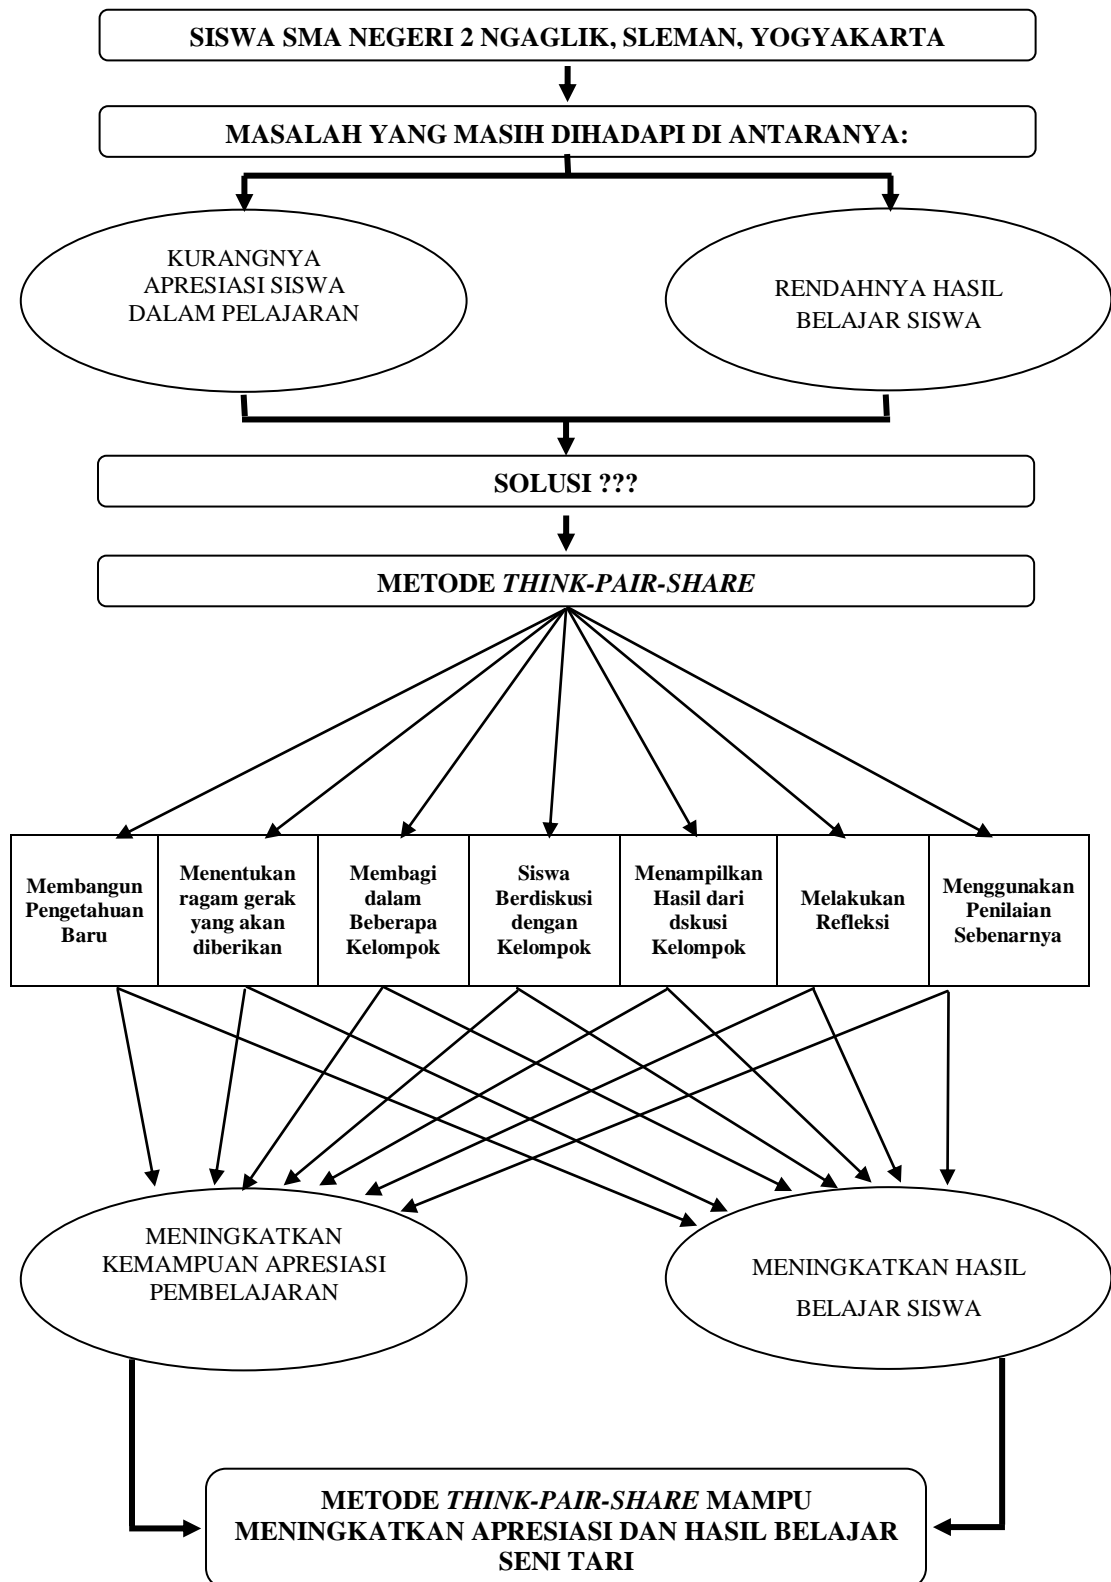 SISWA SMA NEGERI 2 NGAGLIK, SLEMAN, YOGYAKARTA
MASALAH YANG MASIH DIHADAPI DI ANTARANYA:
KURANGNYA
APRESIASI SISWA
DALAM PELAJARAN
RENDAHNYA HASIL
BELAJAR SISWA
SOLUSI ???
METODE THINK-PAIR-SHARE
Membangun
Pengetahuan
Baru
Menentukan
ragam gerak
yang akan
diberikan
Membagi
dalam
Beberapa
Kelompok
Siswa
Berdiskusi
dengan
Kelompok
Menampilkan
Hasil dari
dskusi
Kelompok
Melakukan
Refleksi
Menggunakan
Penilaian
Sebenarnya
MENINGKATKAN
KEMAMPUAN APRESIASI
PEMBELAJARAN
MENINGKATKAN HASIL
BELAJAR SISWA
METODE THINK-PAIR-SHARE MAMPU
MENINGKATKAN APRESIASI DAN HASIL BELAJAR
SENI TARI